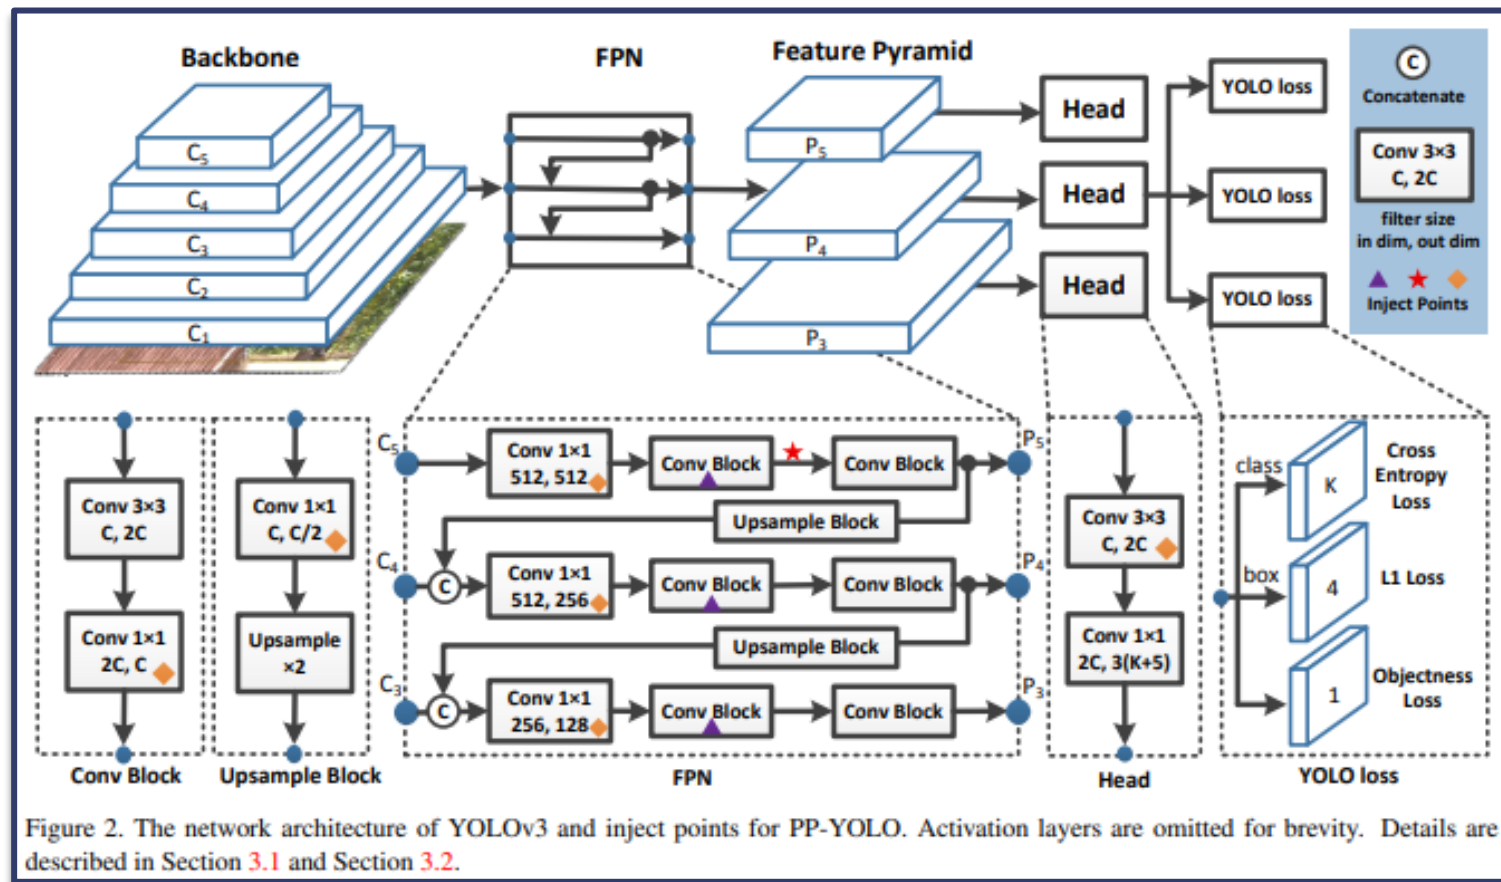 Backbone
FPN
Feature Pyramid
C5
C4
C3
C2
C1
P5
P4
P3
Head
Head
Head
YOLO loss
YOLO loss
YOLO loss
C
Concatenate
Conv 3×3
C, 2C
filter size
in dim, out dim
Inject Points
Conv 3×3
C, 2C
Conv 1×1
2C, C
Conv Block
Conv 1×1
C, C/2
Upsample
×2
Upsample Block
C5
Conv 1×1
512, 512
Conv Block
Conv Block
P5
Upsample Block
C4
C
Conv 1×1
512, 256
Conv Block
Conv Block
P4
Upsample Block
C3
C
Conv 1×1
256, 128
Conv Block
Conv Block
P3
FPN
Conv 3×3
C, 2C
Conv 1×1
2C, 3(K+5)
Head
class
K
Cross
Entropy
Loss
box
4
L1 Loss
1
Objectness
Loss
YOLO loss
Figure 2. The network architecture of YOLOv3 and inject points for PP-YOLO. Activation layers are omitted for brevity. Details are
described in Section 3.1 and Section 3.2.